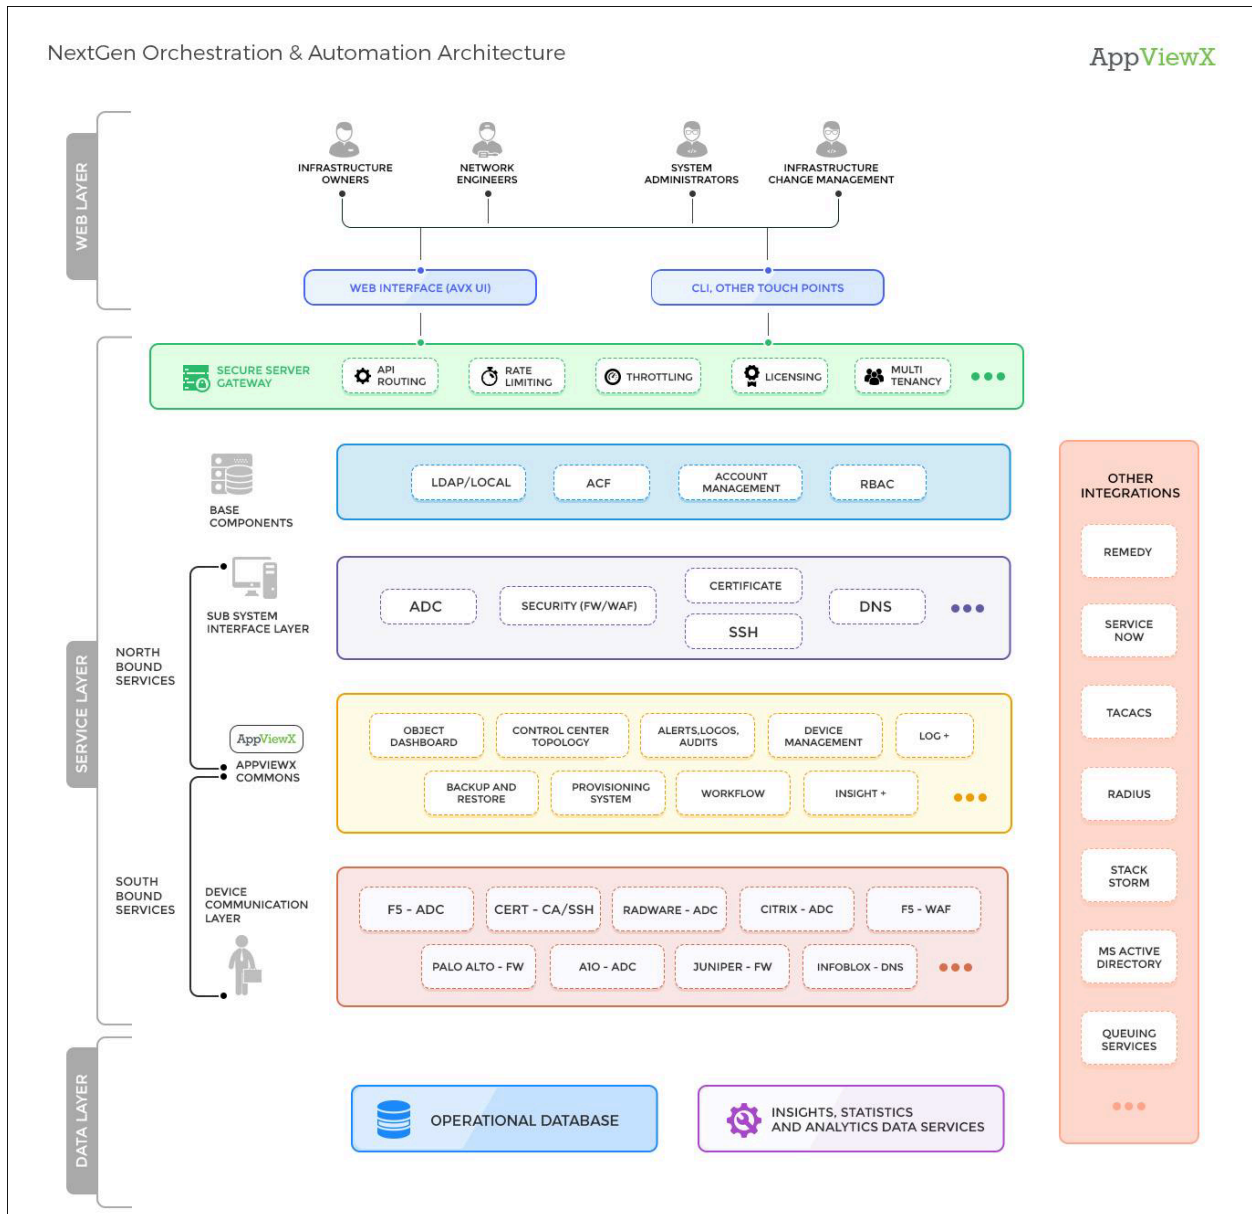 NextGen Orchestration & Automation Architecture
AppViewX
WEB LAYER
INFRASTRUCTURE
OWNERS
NETWORK
ENGINEERS
SYSTEM
ADMINISTRATORS
INFRASTRUCTURE
CHANGE MANAGEMENT
WEB INTERFACE (AVX UI)
CLI, OTHER TOUCH POINTS
SERVICE LAYER
SECURE SERVER
GATEWAY
API
ROUTING
RATE
LIMITING
THROTTLING
LICENSING
MULTI
TENANCY
BASE
COMPONENTS
LDAP/LOCAL
ACF
ACCOUNT
MANAGEMENT
RBAC
NORTH
BOUND
SERVICES
SUB SYSTEM
INTERFACE LAYER
ADC
SECURITY (FW/WAF)
CERTIFICATE
SSH
DNS
AppViewX
APPVIEWX
COMMONS
OBJECT
DASHBOARD
CONTROL CENTER
TOPOLOGY
ALERTS,LOGOS,
AUDITS
DEVICE
MANAGEMENT
LOG +
BACKUP AND
RESTORE
PROVISIONING
SYSTEM
WORKFLOW
INSIGHT +
SOUTH
BOUND
SERVICES
DEVICE
COMMUNICATION
LAYER
F5 - ADC
CERT - CA/SSH
RADWARE - ADC
CITRIX - ADC
F5 - WAF
PALO ALTO - FW
A10 - ADC
JUNIPER - FW
INFOBLOX - DNS
OTHER
INTEGRATIONS
REMEDY
SERVICE
NOW
TACACS
RADIUS
STACK
STORM
MS ACTIVE
DIRECTORY
QUEUING
SERVICES
DATA LAYER
OPERATIONAL DATABASE
INSIGHTS, STATISTICS
AND ANALYTICS DATA SERVICES